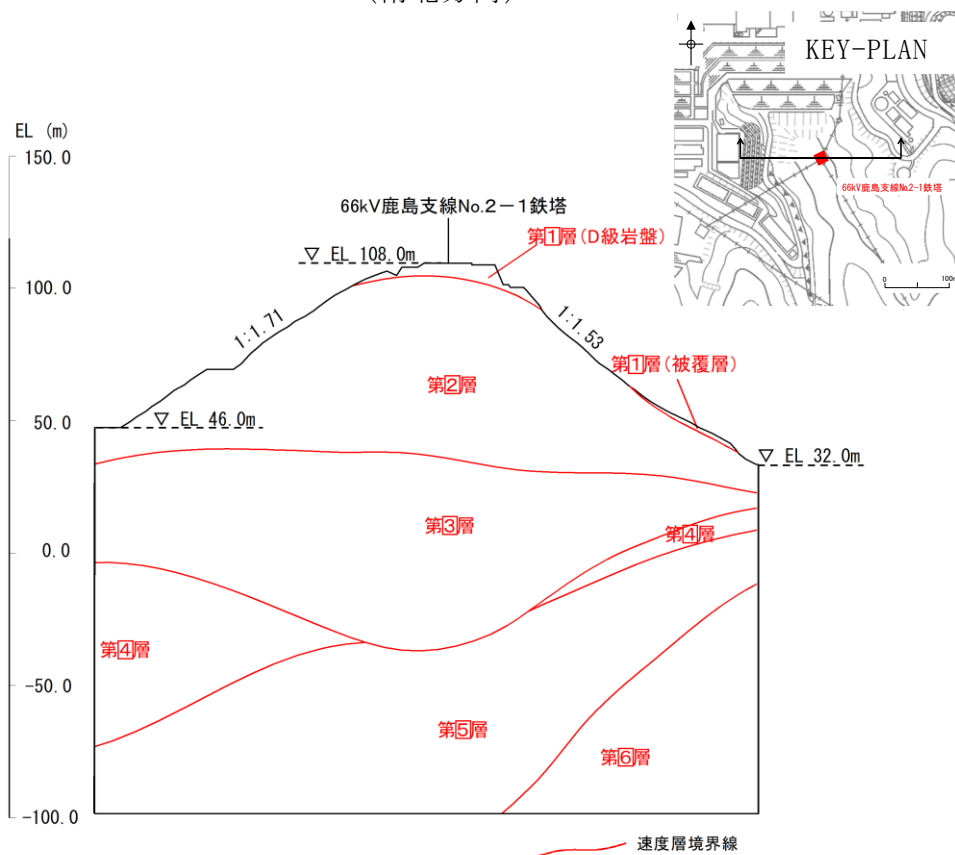 KEY-PLAN
66kV鹿島支線No.2-1鉄塔
0
100m
EL (m)
150.0
100.0
50.0
0.0
-50.0
-100.0
66kV鹿島支線No.2-1鉄塔
第1層(D級岩盤)
▽ EL 108.0m
1:1.71
1:1.53
第1層(被覆層)
第2層
▽ EL 46.0m
▽ EL 32.0m
第3層
第4層
第4層
第5層
第6層
速度層境界線